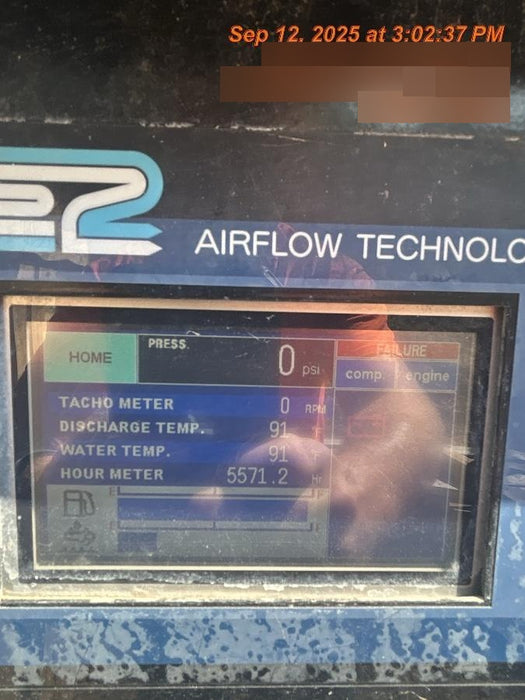 Sep 12, 2025 at 3:02:37 PM
AIRFLOW TECHNOLO
HOME
PRESS.
0 psi
FAILURE
comp. engine
TACHO METER 0 RPM
DISCHARGE TEMP. 91
WATER TEMP. 91
HOUR METER 5571.2 Hr
E F
E F